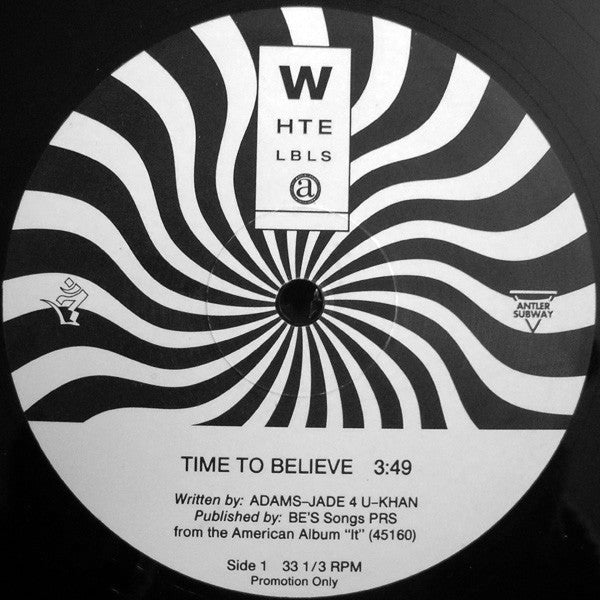 W
HTE
LBLS
a
ANTLER
SUBWAY
TIME TO BELIEVE 3:49
Written by: ADAMS–JADE 4 U–KHAN
Published by: BE'S Songs PRS
from the American Album "It" (45160)
Side 1 33 1/3 RPM
Promotion Only